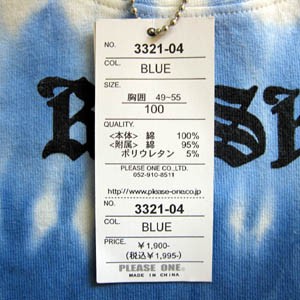 NO. 3321-04
COL. BLUE
SIZE.
胸囲 49~55
100
QUALITY.
<本体> 綿 100%
<付属> 綿 95%
ポリウレタン 5%
PLEASE ONE CO.,LTD.
052-910-8511
http://www.please-one.co.jp
NO. 3321-04
COL. BLUE
PRICE. ¥1,900-
(税込¥1,995-)
PLEASE ONE.
MADE IN CHINA